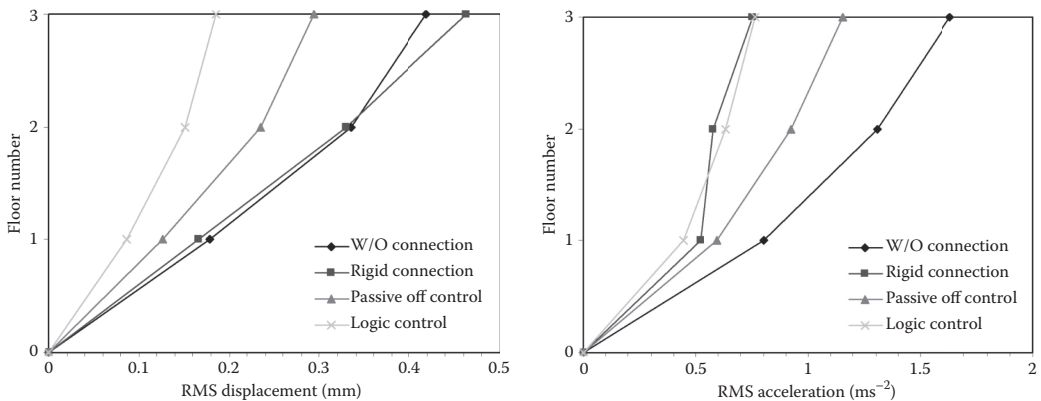 3
2
1
0
Floor number
0
0.1
0.2
0.3
0.4
0.5
RMS displacement (mm)
W/O connection
Rigid connection
Passive off control
Logic control
3
2
1
0
Floor number
0
0.5
1
1.5
2
RMS acceleration (ms⁻²)
W/O connection
Rigid connection
Passive off control
Logic control